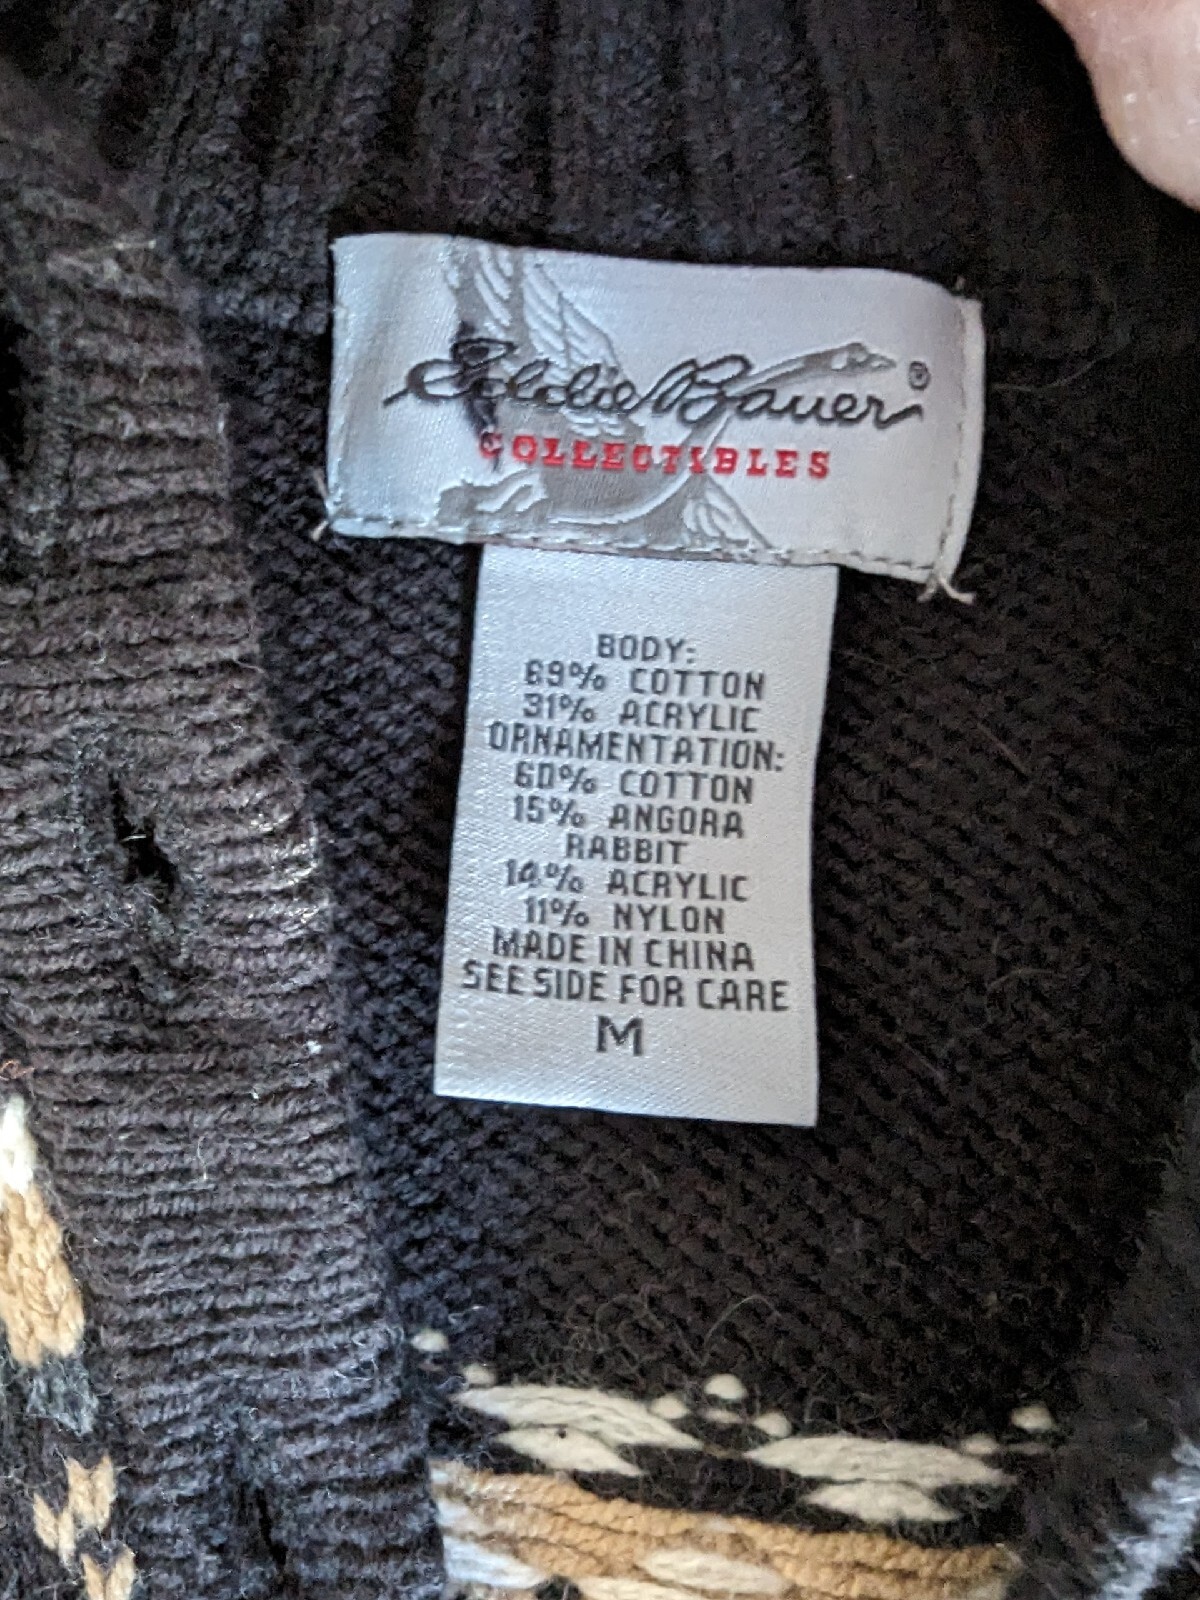 Eddie Bauer®
COLLECTIBLES
BODY:
69% COTTON
31% ACRYLIC
ORNAMENTATION:
60% COTTON
15% ANGORA
RABBIT
14% ACRYLIC
11% NYLON
MADE IN CHINA
SEE SIDE FOR CARE
M